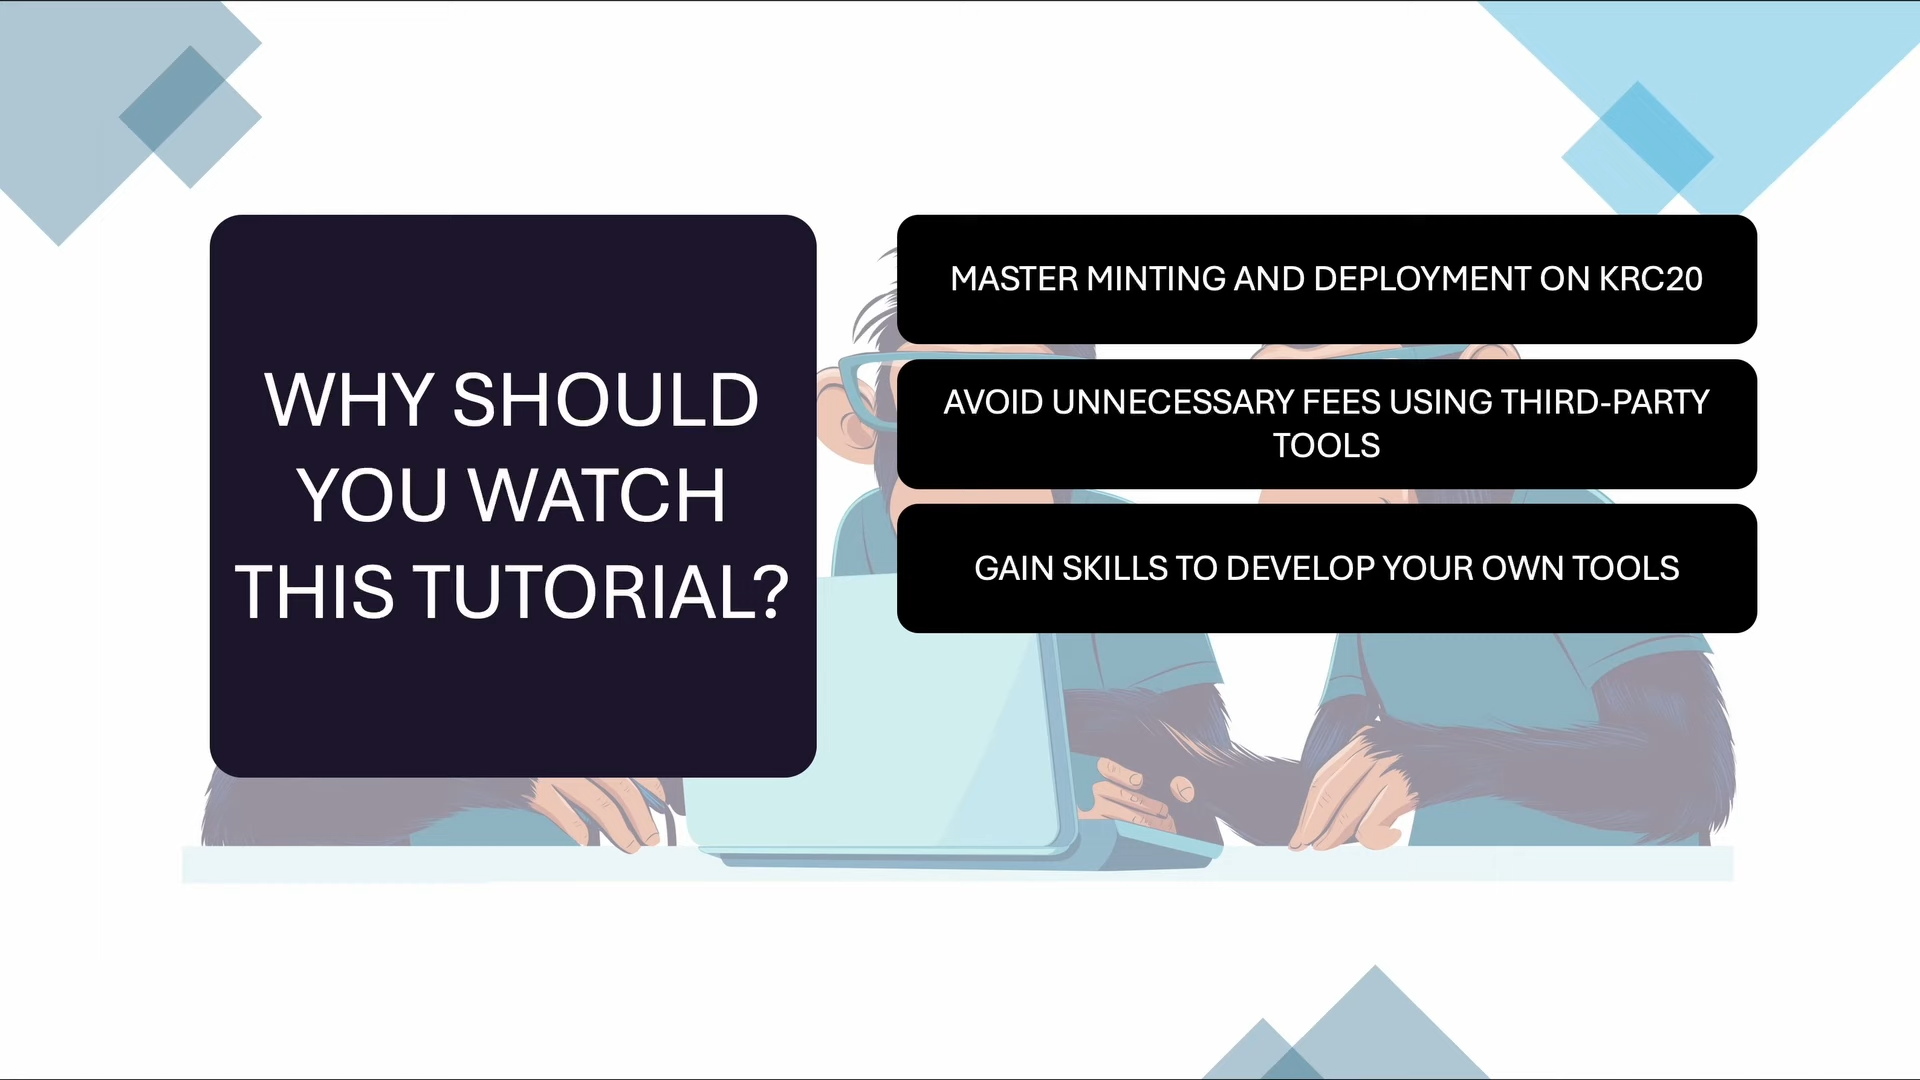 WHY SHOULD
YOU WATCH
THIS TUTORIAL?
MASTER MINTING AND DEPLOYMENT ON KRC20
AVOID UNNECESSARY FEES USING THIRD-PARTY
TOOLS
GAIN SKILLS TO DEVELOP YOUR OWN TOOLS